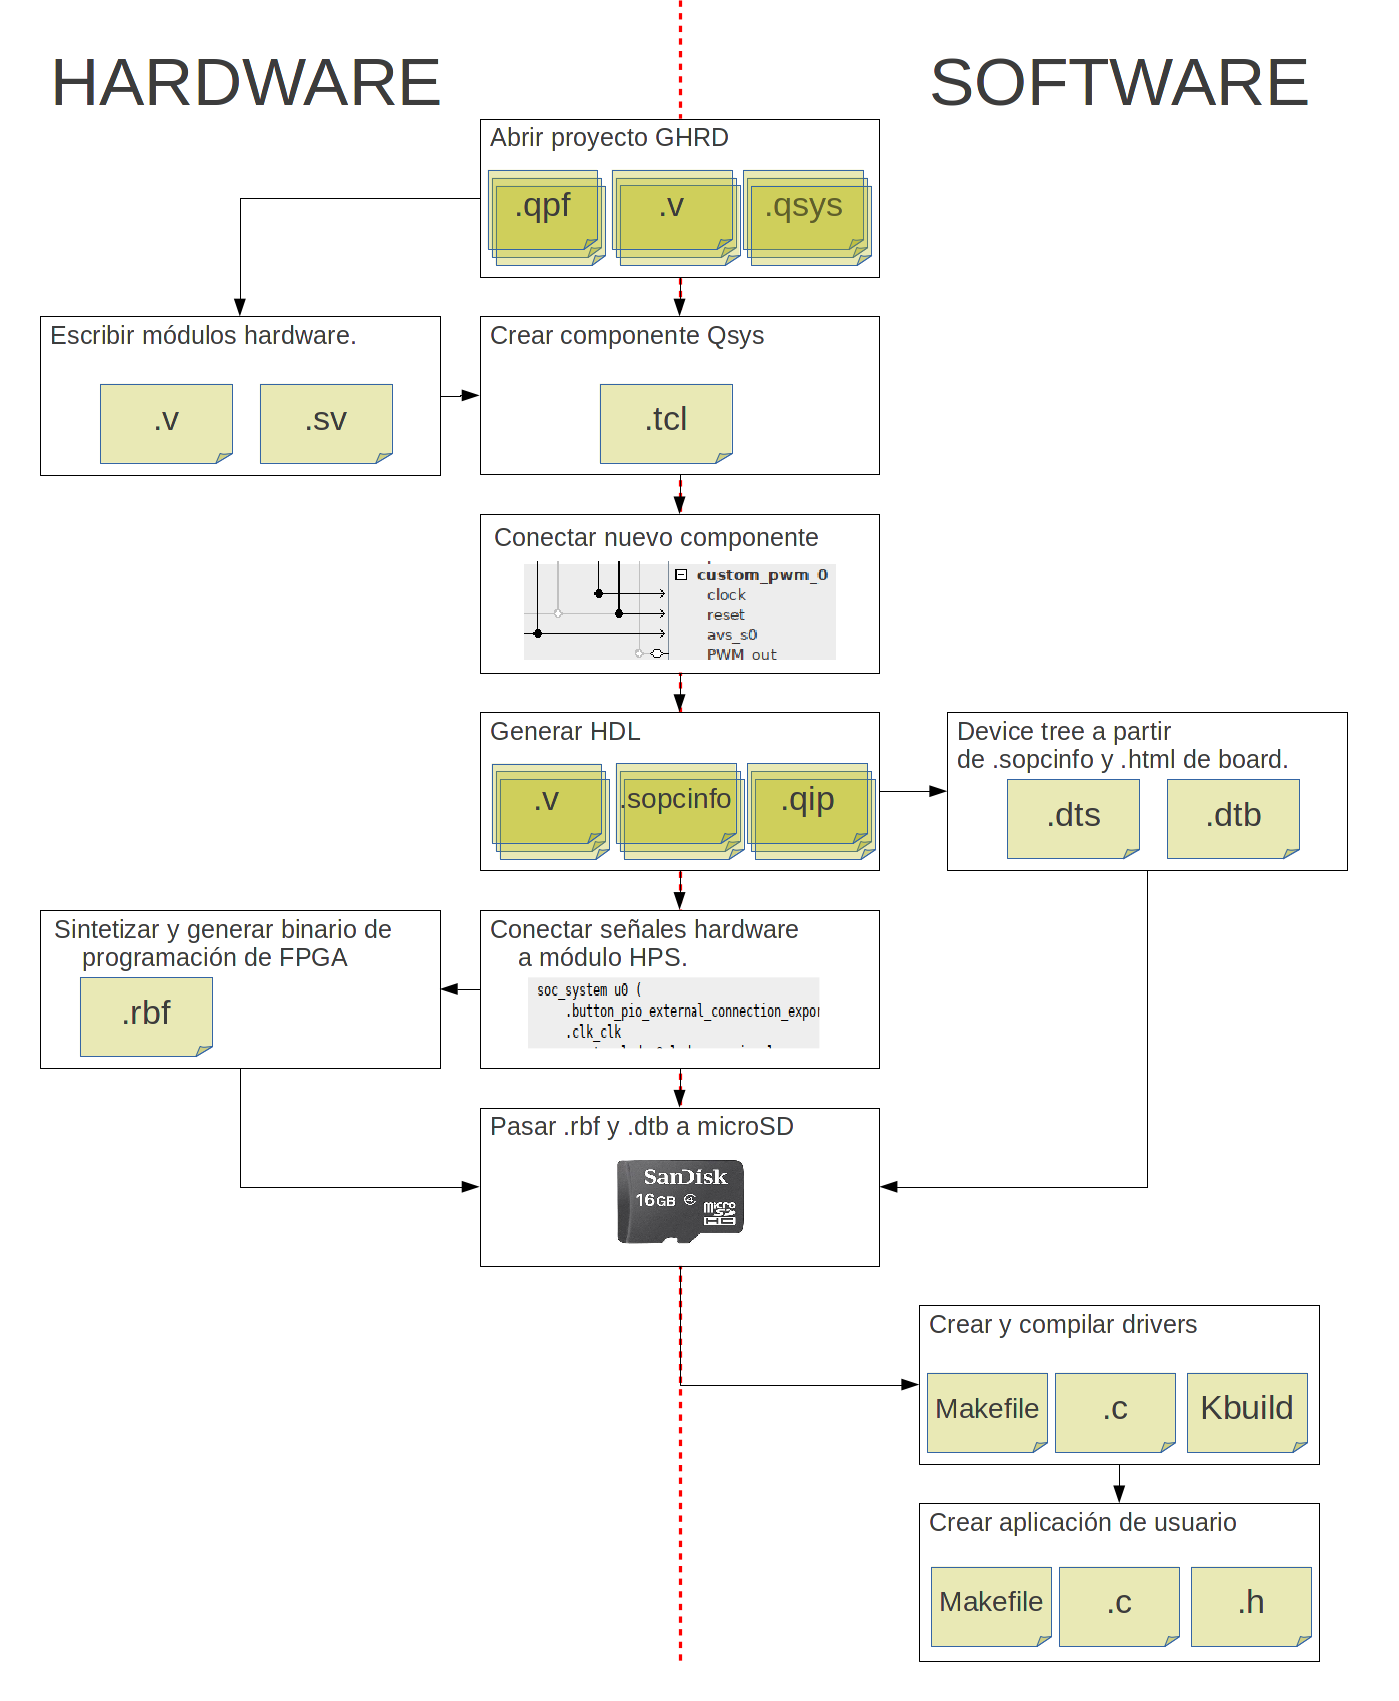 HARDWARE
SOFTWARE
Abrir proyecto GHRD
.qpf
.v
.qsys
Escribir módulos hardware.
.v
.sv
Crear componente Qsys
.tcl
Conectar nuevo componente
custom_pwm_0
clock
reset
avs_s0
PWM_out
Generar HDL
.v
.sopcinfo
.qip
Device tree a partir
de .sopcinfo y .html de board.
.dts
.dtb
Sintetizar y generar binario de
programación de FPGA
.rbf
Conectar señales hardware
a módulo HPS.
soc_system u0 (
.button_pio_external_connection_expor
.clk_clk
Pasar .rbf y .dtb a microSD
SanDisk
16GB 4
micro
SD
HC
Crear y compilar drivers
Makefile
.c
Kbuild
Crear aplicación de usuario
Makefile
.c
.h